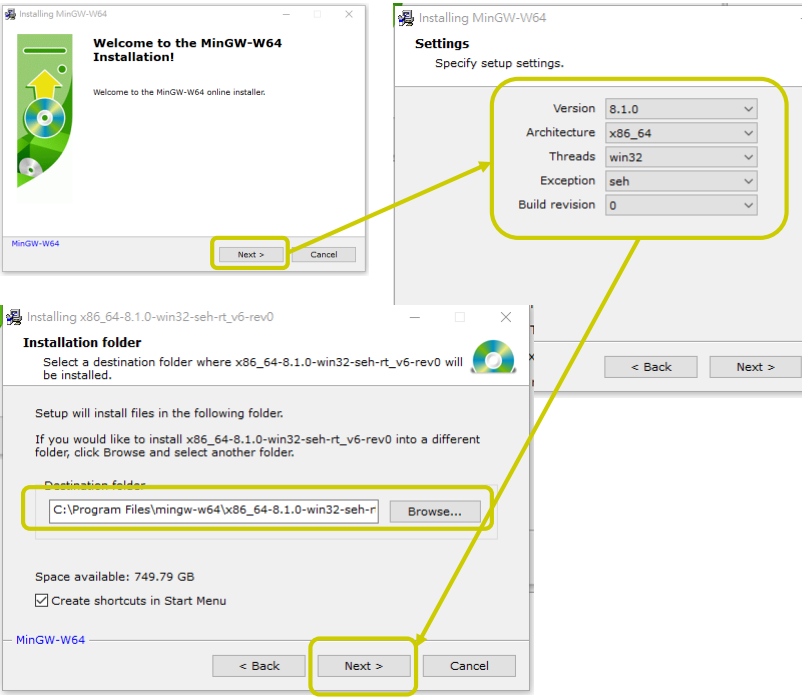 Installing MinGW-W64
Welcome to the MinGW-W64
Installation!
Welcome to the MinGW-W64 online installer.
MinGW-W64
Next >
Cancel
Installing MinGW-W64
Settings
Specify setup settings.
Version 8.1.0
Architecture x86_64
Threads win32
Exception seh
Build revision 0
< Back
Next >
Installing x86_64-8.1.0-win32-seh-rt_v6-rev0
Installation folder
Select a destination folder where x86_64-8.1.0-win32-seh-rt_v6-rev0 will
be installed.
Setup will install files in the following folder.
If you would like to install x86_64-8.1.0-win32-seh-rt_v6-rev0 into a different
folder, click Browse and select another folder.
Destination folder
C:\Program Files\mingw-w64\x86_64-8.1.0-win32-seh-r
Browse...
Space available: 749.79 GB
Create shortcuts in Start Menu
MinGW-W64
< Back
Next >
Cancel